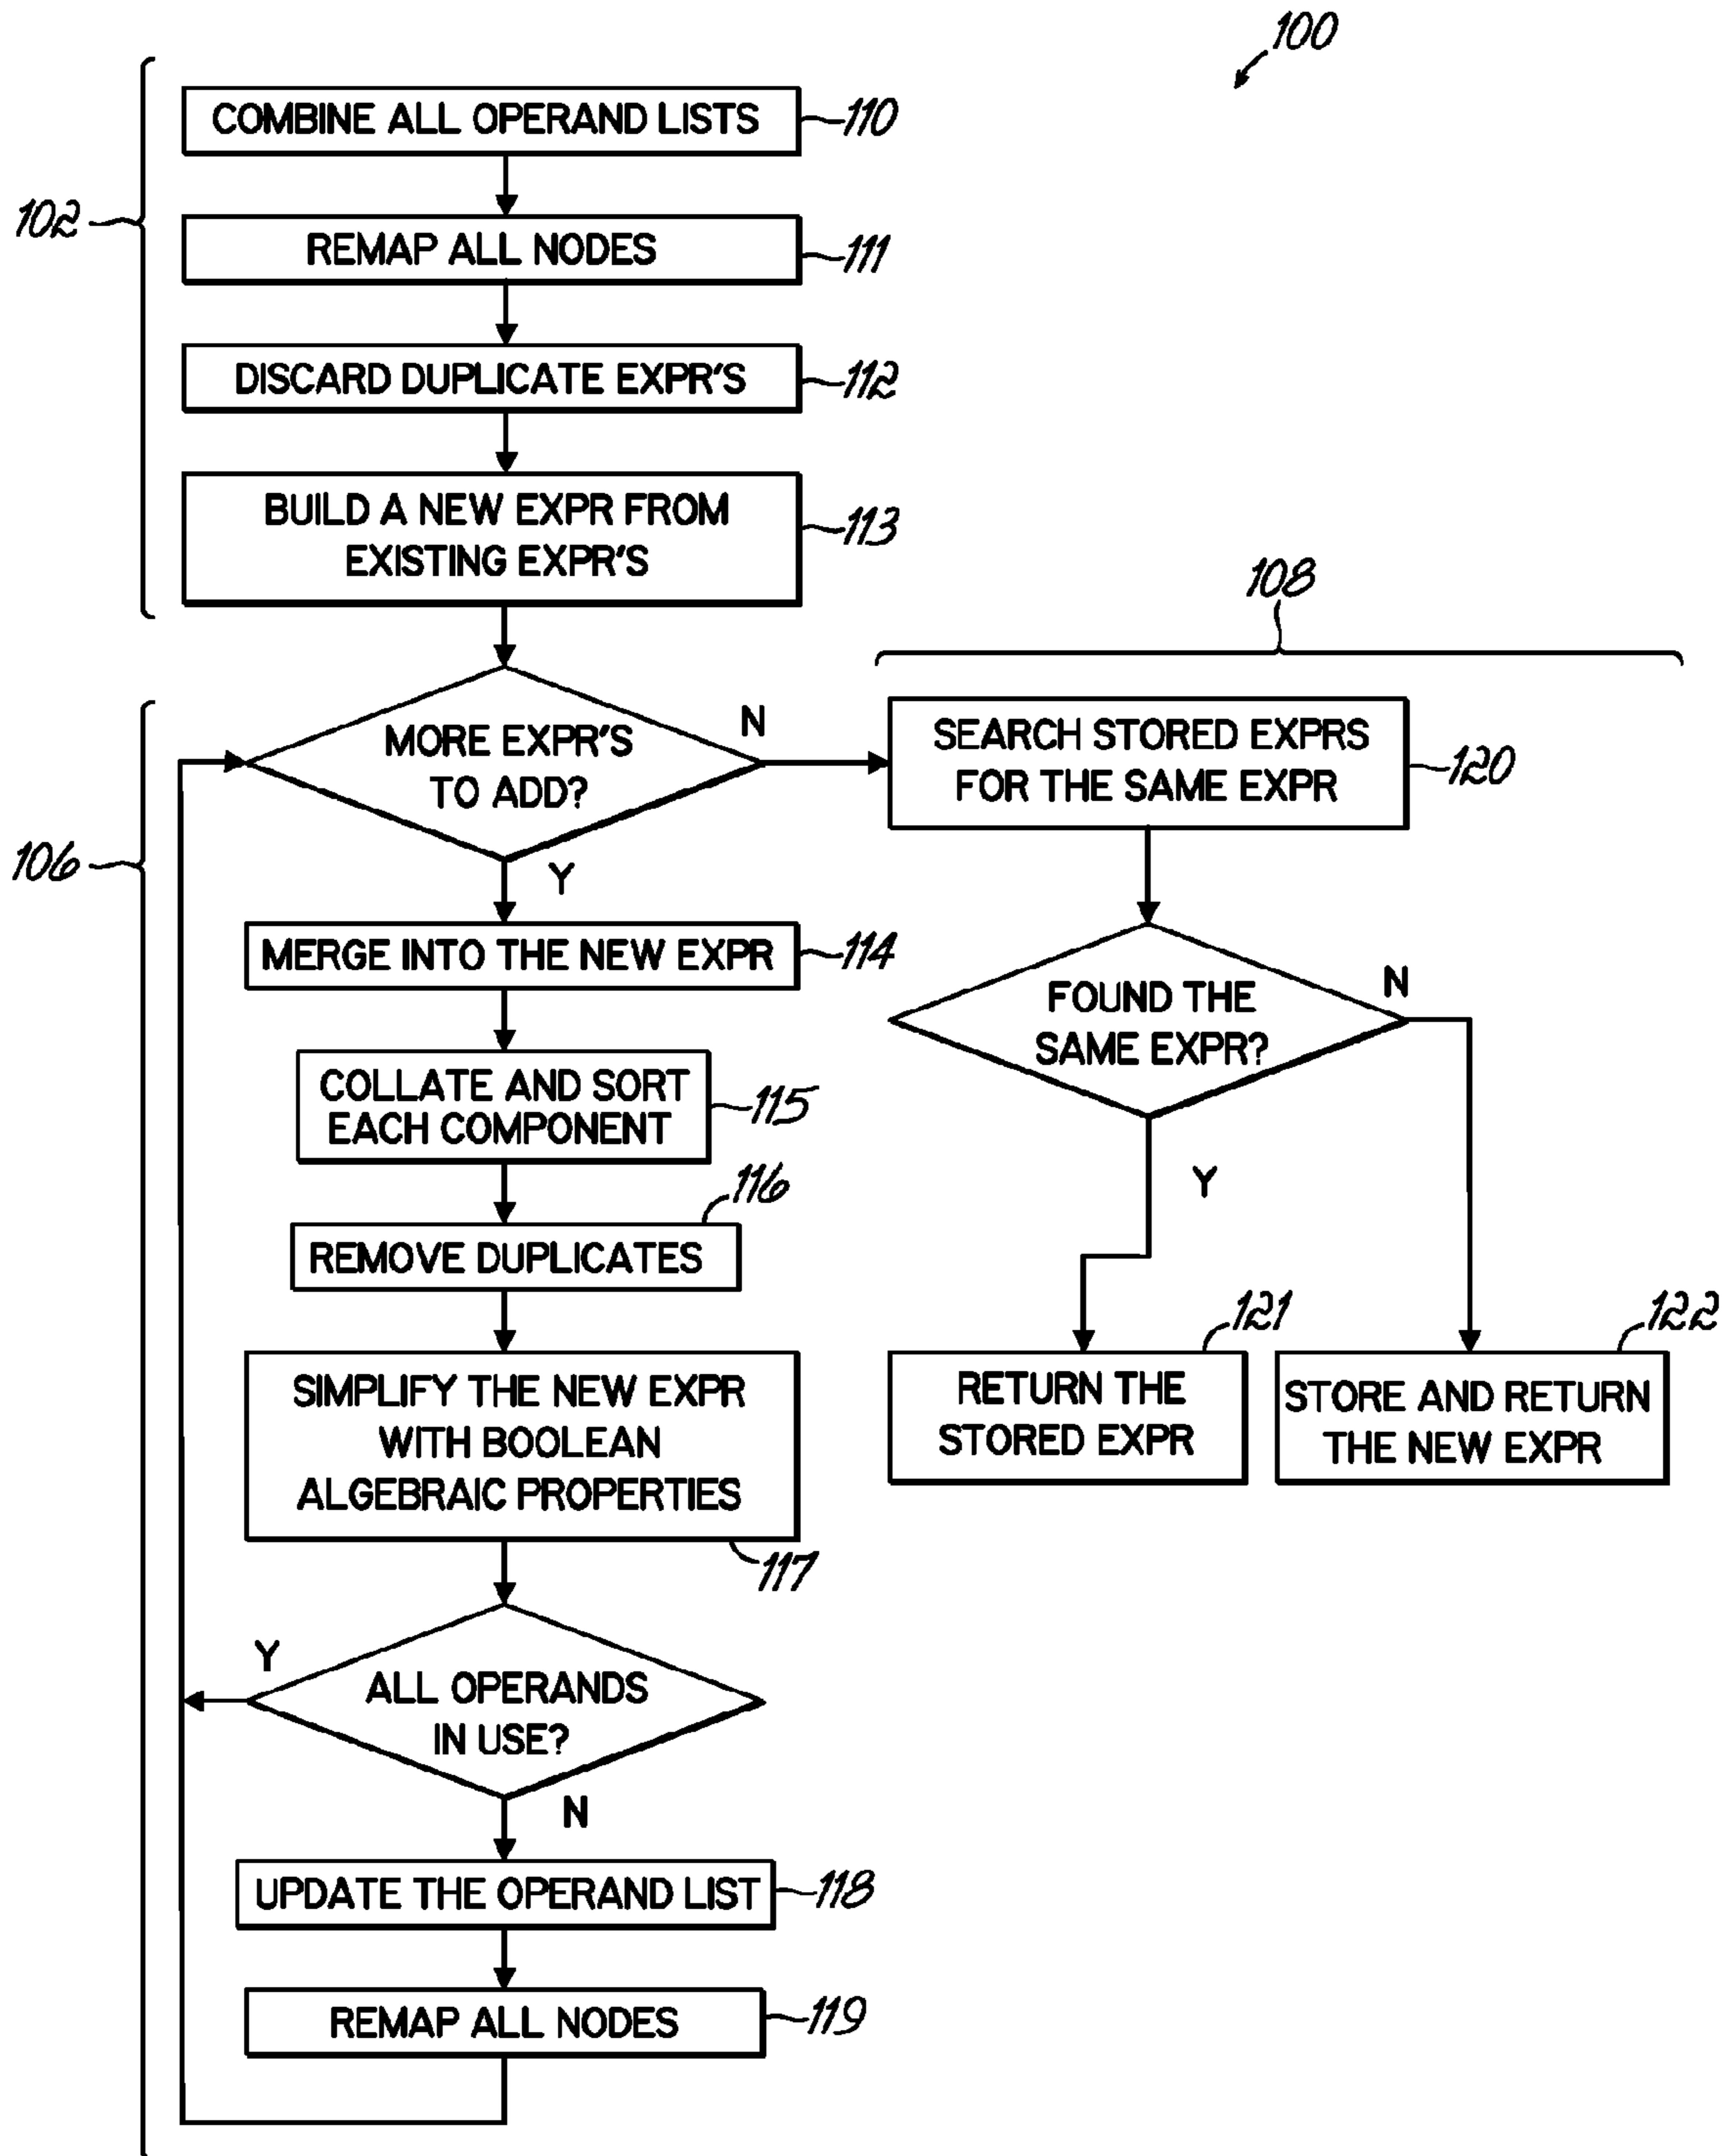 100
COMBINE ALL OPERAND LISTS
110
102
REMAP ALL NODES
111
DISCARD DUPLICATE EXPR'S
112
BUILD A NEW EXPR FROM
EXISTING EXPR'S
113
108
106
MORE EXPR'S
TO ADD?
N
Y
SEARCH STORED EXPRS
FOR THE SAME EXPR
120
MERGE INTO THE NEW EXPR
114
FOUND THE
SAME EXPR?
N
Y
COLLATE AND SORT
EACH COMPONENT
115
116
REMOVE DUPLICATES
SIMPLIFY THE NEW EXPR
WITH BOOLEAN
ALGEBRAIC PROPERTIES
117
121
RETURN THE
STORED EXPR
122
STORE AND RETURN
THE NEW EXPR
Y
ALL OPERANDS
IN USE?
N
UPDATE THE OPERAND LIST
118
REMAP ALL NODES
119